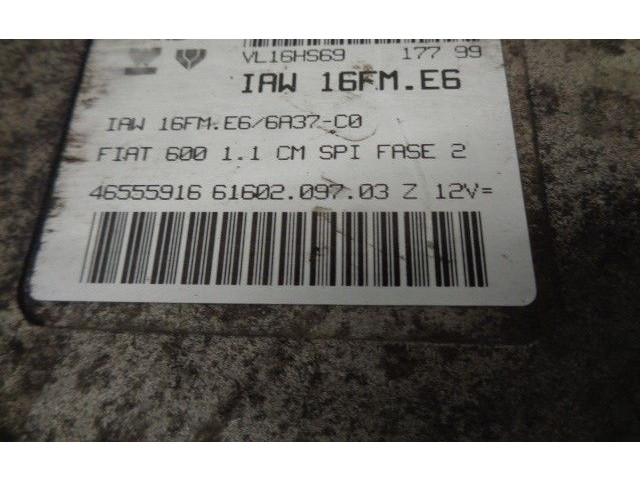 VL16HS69 177 99
IAW 16FM.E6
IAW 16FM.E6/6A37-C0
FIAT 600 1.1 CM SPI FASE 2
46555916 61602.097.03 Z 12V=